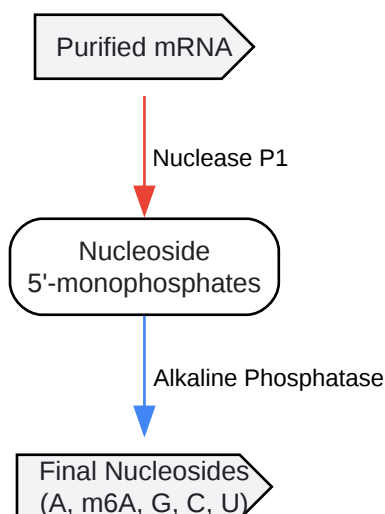 Purified mRNA
Nuclease P1
Nucleoside
5'-monophosphates
Alkaline Phosphatase
Final Nucleosides
(A, m6A, G, C, U)